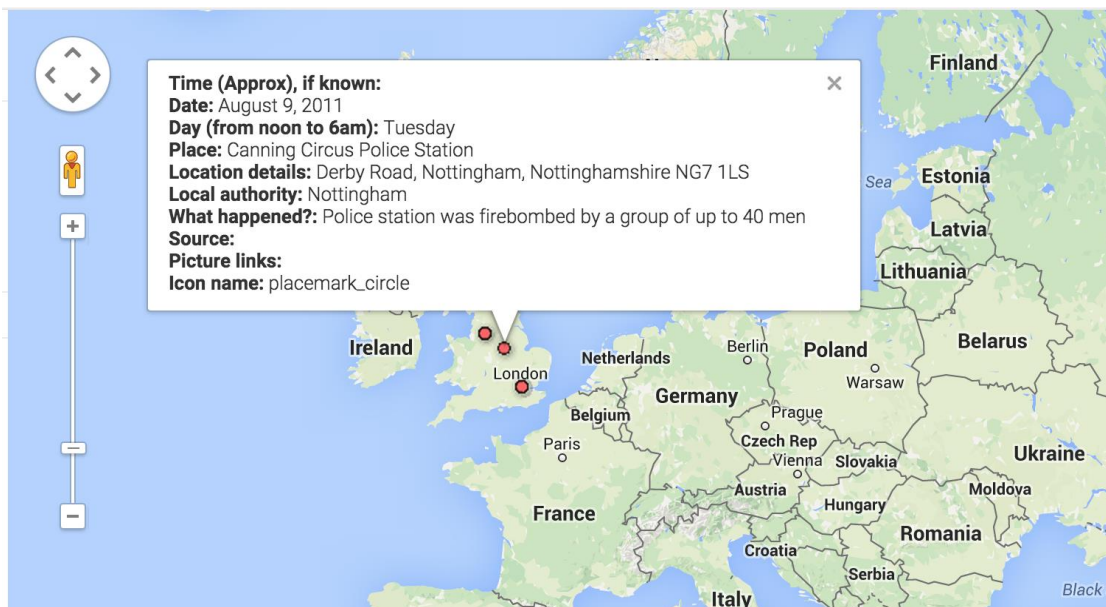 Finland
Time (Approx), if known:
Date: August 9, 2011
Day (from noon to 6am): Tuesday
Place: Canning Circus Police Station
Location details: Derby Road, Nottingham, Nottinghamshire NG7 1LS
Local authority: Nottingham
What happened?: Police station was firebombed by a group of up to 40 men
Source:
Picture links:
Icon name: placemark_circle
Sea
Estonia
Latvia
Lithuania
Ireland
London
Netherlands
Berlin
Poland
Belarus
Warsaw
Germany
Belgium
Prague
Paris
Czech Rep
Vienna
Slovakia
Ukraine
Austria
Hungary
Moldova
France
Romania
Croatia
Serbia
Italy
Black